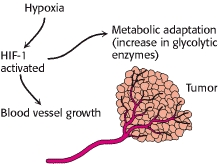 Hypoxia
Metabolic adaptation
(increase in glycolytic
enzymes)
HIF-1
activated
Tumor
Blood vessel growth